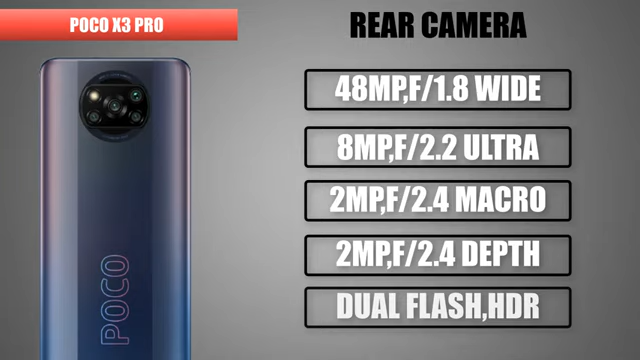 POCO X3 PRO
REAR CAMERA
48MP,F/1.8 WIDE
8MP,F/2.2 ULTRA
2MP,F/2.4 MACRO
2MP,F/2.4 DEPTH
DUAL FLASH,HDR
POCO